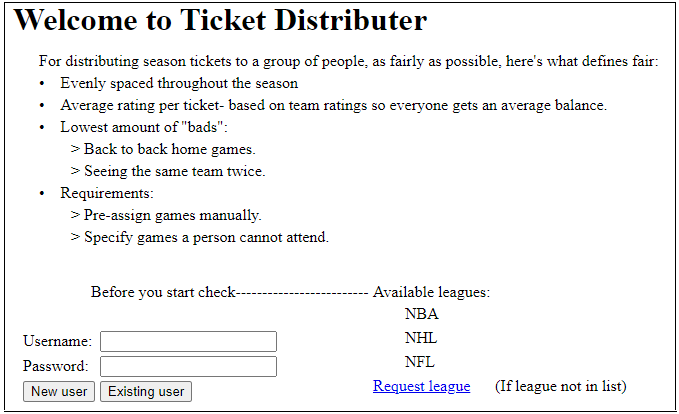 Welcome to Ticket Distributer
For distributing season tickets to a group of people, as fairly as possible, here's what defines fair:
• Evenly spaced throughout the season
• Average rating per ticket- based on team ratings so everyone gets an average balance.
• Lowest amount of "bads":
> Back to back home games.
> Seeing the same team twice.
• Requirements:
> Pre-assign games manually.
> Specify games a person cannot attend.
Before you start check------------------------- Available leagues:
NBA
NHL
NFL
Request league (If league not in list)
Username:
Password:
New user Existing user